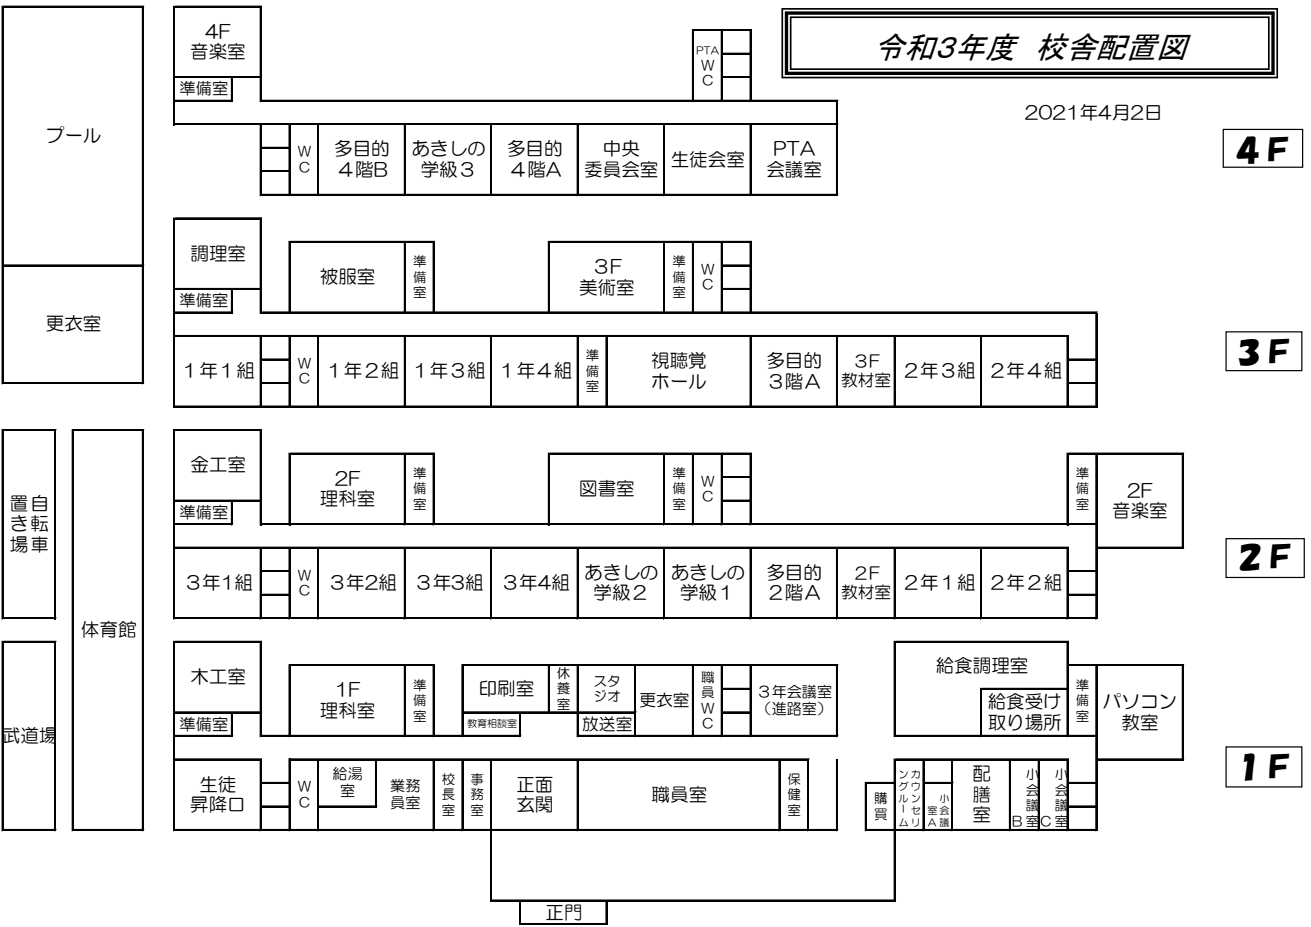 令和3年度 校舎配置図
2021年4月2日
4F
プール
更衣室
4F
音楽室
準備室
PTA
WC
WC
多目的
4階B
あきしの
学級3
多目的
4階A
中央
委員会室
生徒会室
PTA
会議室
3F
調理室
準備室
被服室
準備室
3F
美術室
準備室
WC
1年1組
WC
1年2組
1年3組
1年4組
準備室
視聴覚
ホール
多目的
3階A
3F
教材室
2年3組
2年4組
2F
自転車
置き場
体育館
金工室
準備室
2F
理科室
準備室
図書室
準備室
WC
準備室
2F
音楽室
3年1組
WC
3年2組
3年3組
3年4組
あきしの
学級2
あきしの
学級1
多目的
2階A
2F
教材室
2年1組
2年2組
1F
武道場
木工室
準備室
1F
理科室
準備室
印刷室
教育相談室
休養室
スタ
ジオ
放送室
更衣室
職員WC
3年会議室
（進路室）
給食調理室
給食受け
取り場所
準備室
パソコン
教室
生徒
昇降口
WC
給湯
室
業務
員室
校長室
事務室
正面
玄関
職員室
保健室
購買
カウンセリ
ングルーム
小会議
室A
配膳室
小会議室
B
小会議室
C
正門